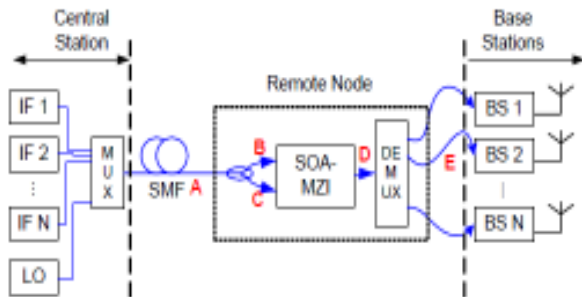 Central
Station
Base
Stations
Remote Node
IF 1
IF 2
IF N
LO
M
U
X
SMF
A
B
C
SOA-
MZI
D
DE
M
UX
E
BS 1
BS 2
BS N